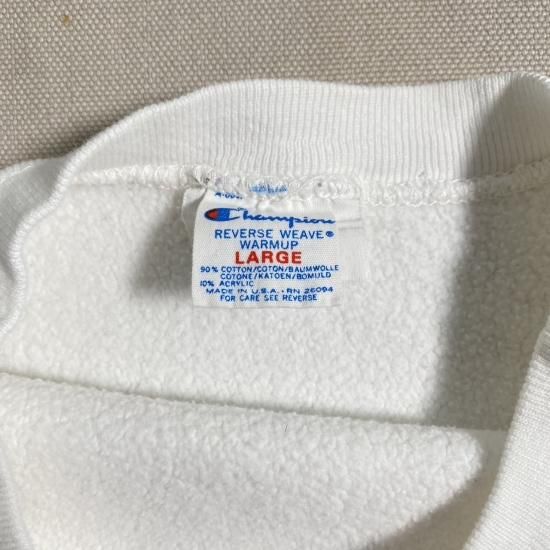 Champion
REVERSE WEAVE®
WARMUP
LARGE
90% COTTON/COTON/BAUMWOLLE
COTONE/KATOEN/BOMULD
10% ACRYLIC
MADE IN U.S.A. · RN 26094
FOR CARE SEE REVERSE